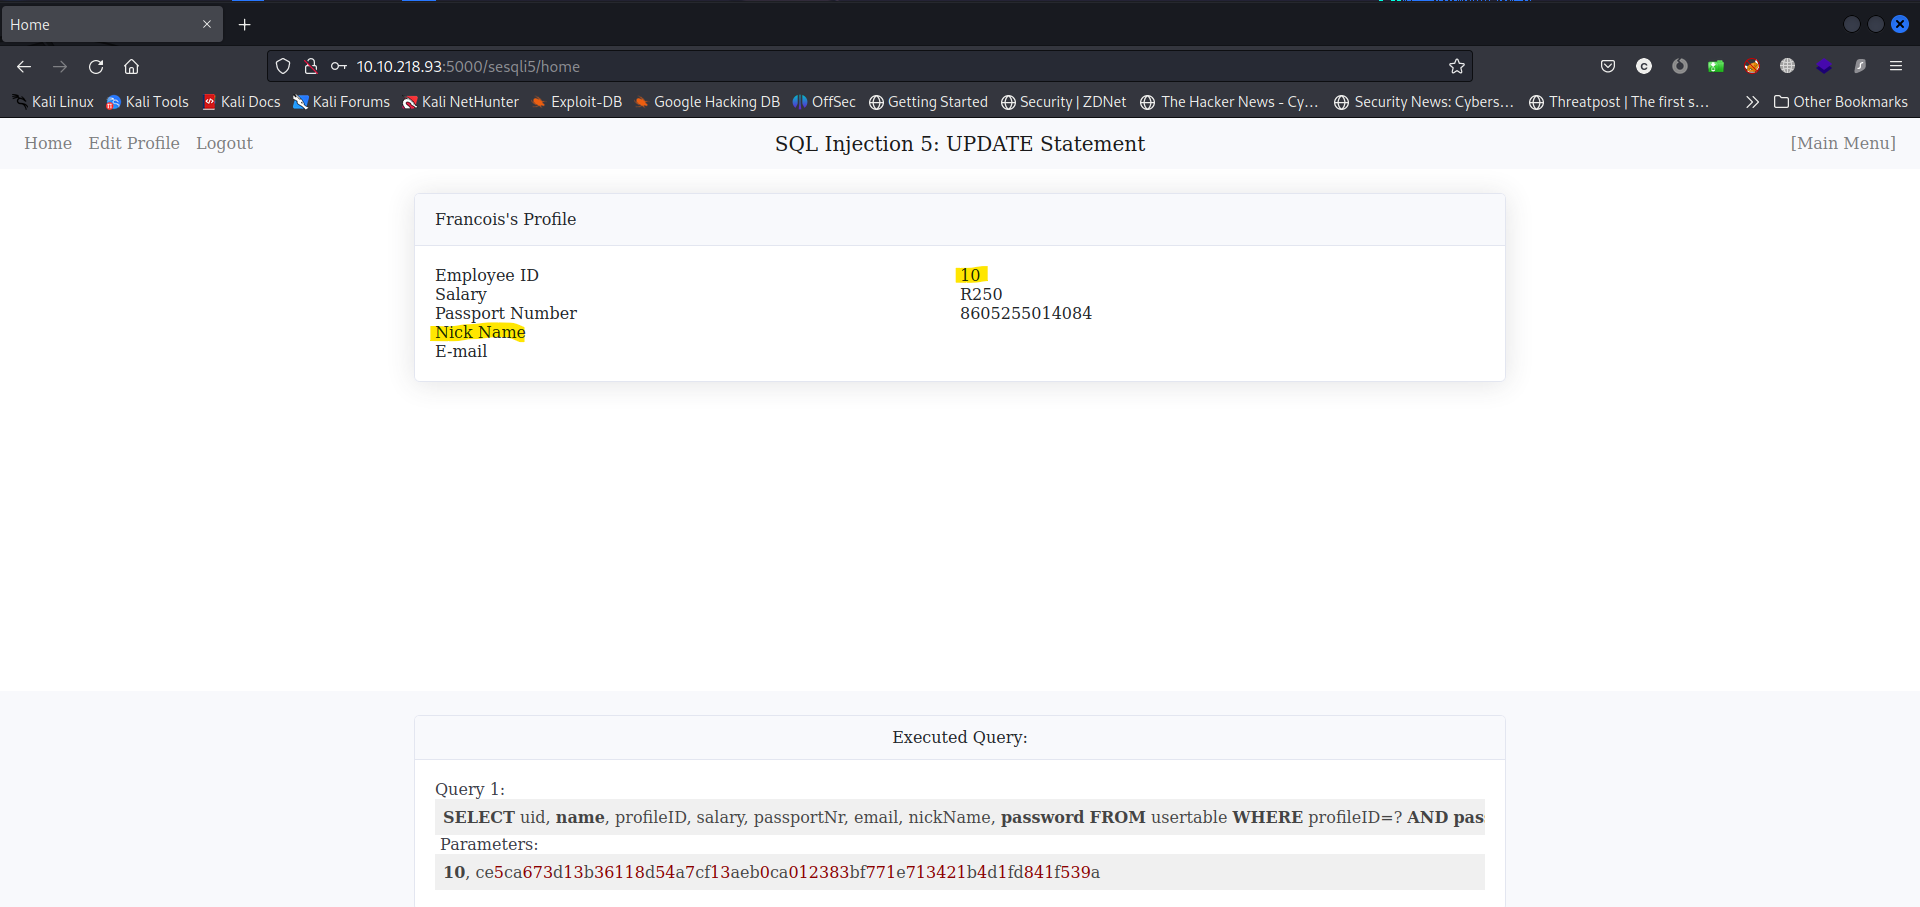 Home
10.10.218.93:5000/sesqli5/home
Kali Linux Kali Tools Kali Docs Kali Forums Kali NetHunter Exploit-DB Google Hacking DB OffSec Getting Started Security | ZDNet The Hacker News - Cy... Security News: Cybers... Threatpost | The first s... Other Bookmarks
Home Edit Profile Logout SQL Injection 5: UPDATE Statement [Main Menu]
Francois's Profile
Employee ID 10
Salary R250
Passport Number 8605255014084
Nick Name
E-mail
Executed Query:
Query 1:
SELECT uid, name, profileID, salary, passportNr, email, nickName, password FROM usertable WHERE profileID=? AND pas
Parameters:
10, ce5ca673d13b36118d54a7cf13aeb0ca012383bf771e713421b4d1fd841f539a